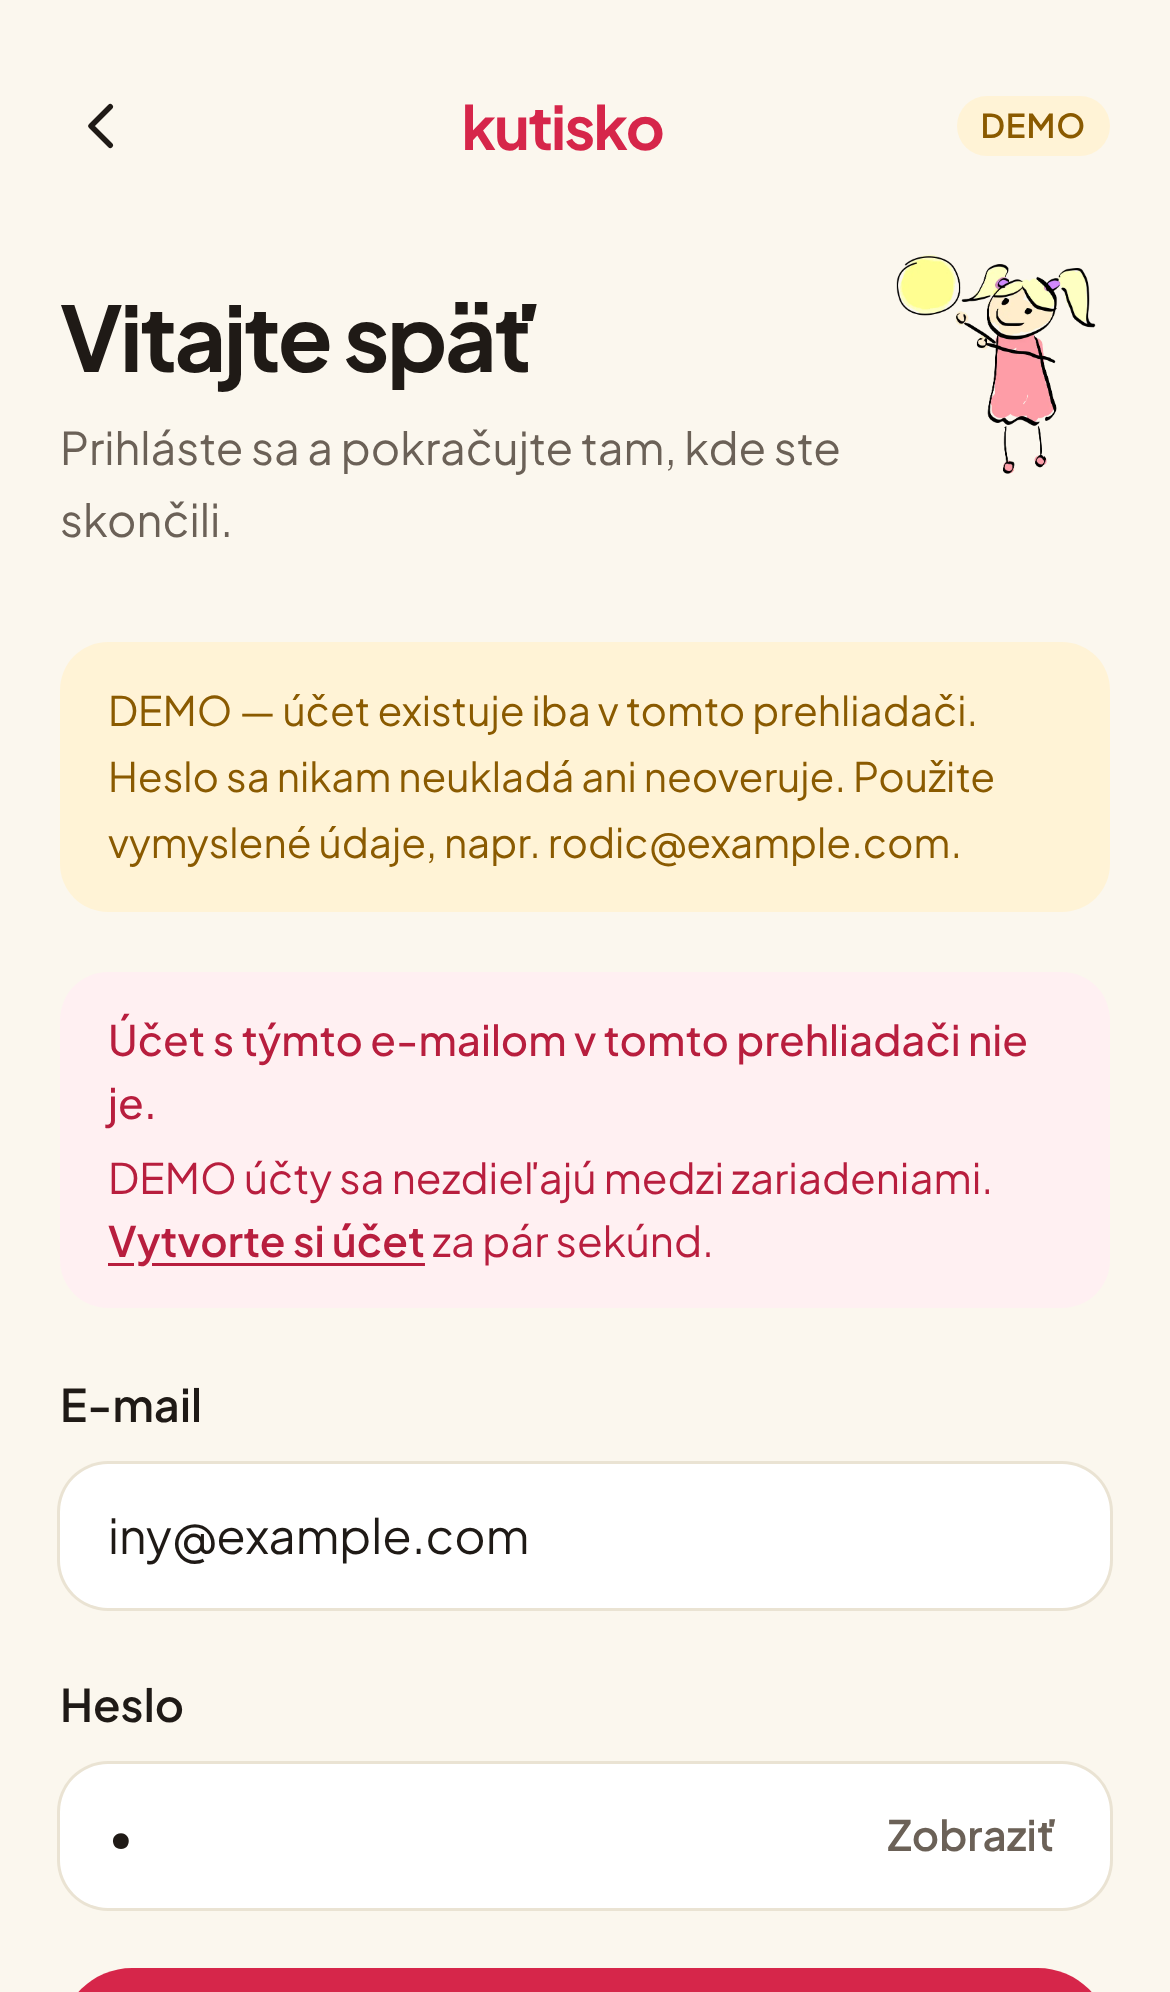 kutisko
DEMO
Vitajte späť
Prihláste sa a pokračujte tam, kde ste
skončili.
DEMO — účet existuje iba v tomto prehliadači.
Heslo sa nikam neukladá ani neoveruje. Použite
vymyslené údaje, napr. rodic@example.com.
Účet s týmto e-mailom v tomto prehliadači nie
je.
DEMO účty sa nezdieľajú medzi zariadeniami.
Vytvorte si účet za pár sekúnd.
E-mail
iny@example.com
Heslo
• Zobraziť